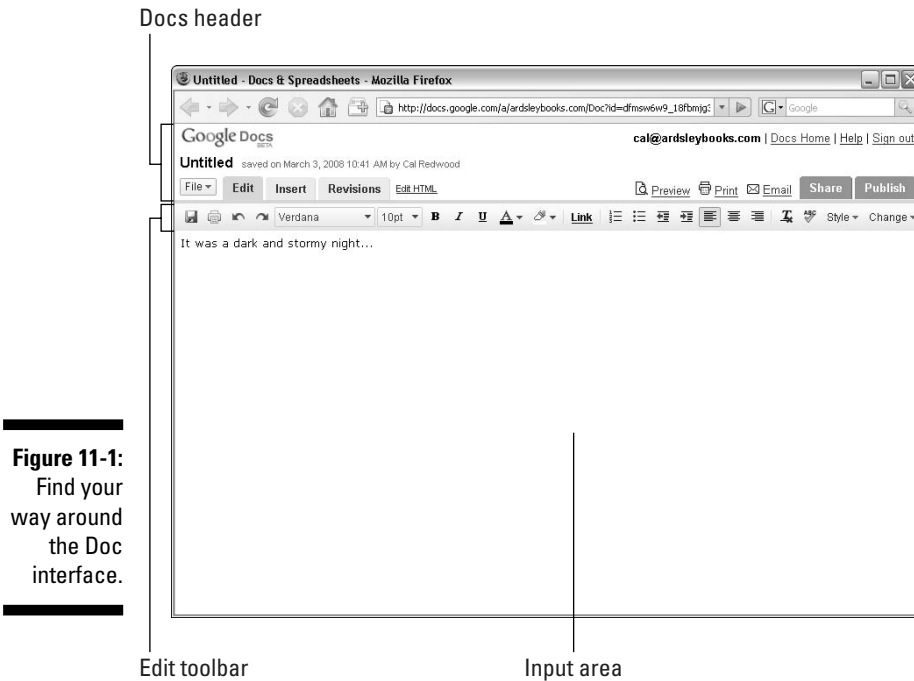 Docs header
Untitled - Docs & Spreadsheets - Mozilla Firefox
http://docs.google.com/a/ardsleybooks.com/Doc?id=dfmsw6w9_18fbmjg: G Google
Google Docs BETA cal@ardsleybooks.com | Docs Home | Help | Sign out
Untitled saved on March 3, 2008 10:41 AM by Cal Redwood
File Edit Insert Revisions Edit HTML Preview Print Email Share Publish
Verdana 10pt B I U A Link T ABC Style Change
It was a dark and stormy night...
Figure 11-1:
Find your
way around
the Doc
interface.
Edit toolbar Input area